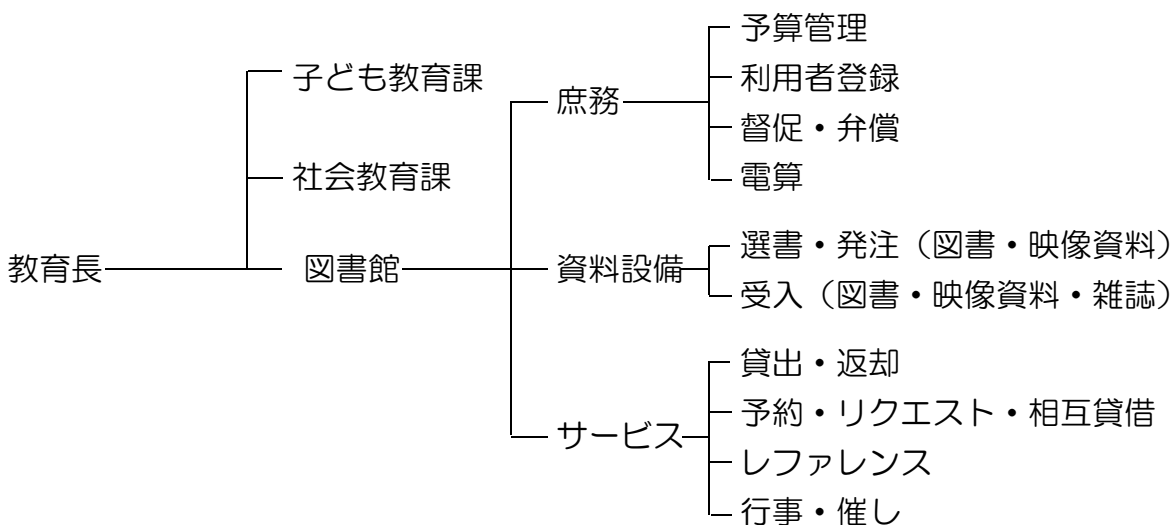 教育長
子ども教育課
社会教育課
図書館
庶務
予算管理
利用者登録
督促・弁償
電算
資料設備
選書・発注（図書・映像資料）
受入（図書・映像資料・雑誌）
サービス
貸出・返却
予約・リクエスト・相互貸借
レファレンス
行事・催し